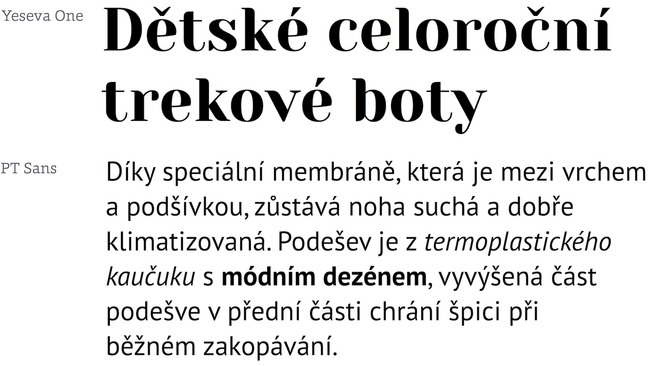 Yeseva One
Dětské celoroční
trekové boty
PT Sans
Díky speciální membráně, která je mezi vrchem
a podšívkou, zůstává noha suchá a dobře
klimatizovaná. Podešev je z termoplastického
kaučuku s módním dezénem, vyvýšená část
podešve v přední části chrání špici při
běžném zakopávání.